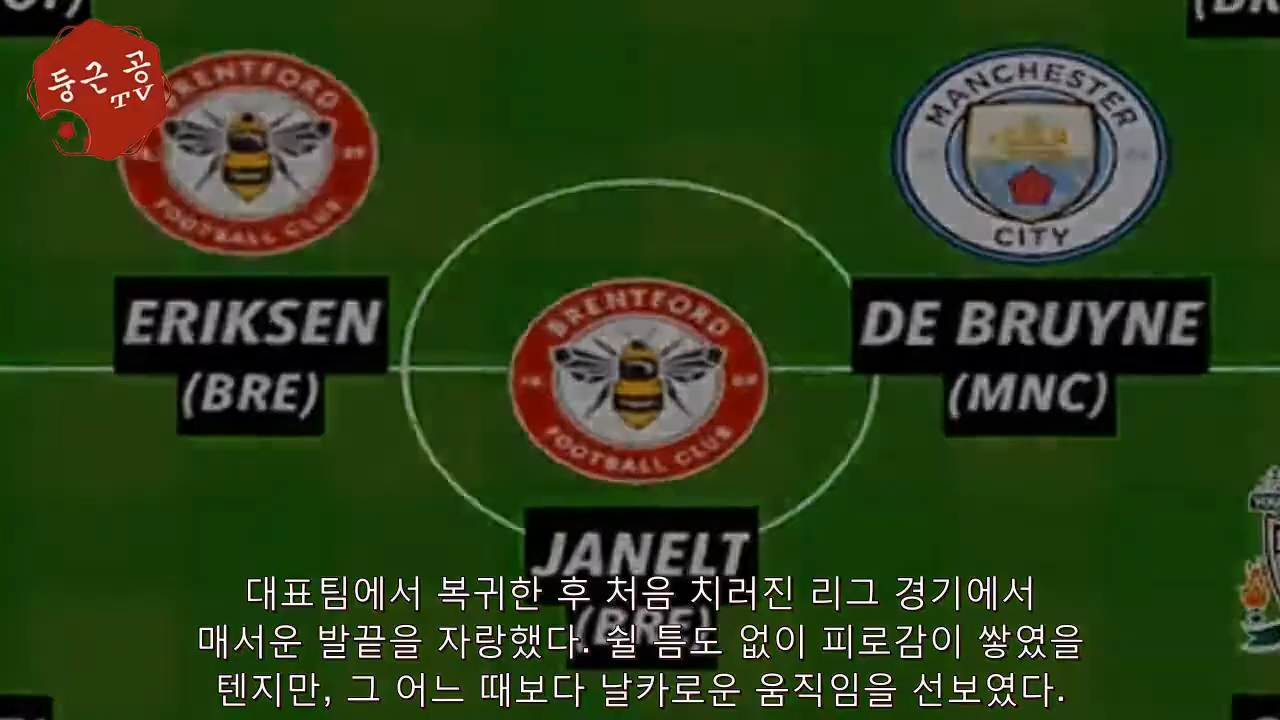 둥근 공
TV
BRENTFORD
FOOTBALL CLUB
MANCHESTER
CITY
ERIKSEN
(BRE)
BRENTFORD
FOOTBALL CLUB
DE BRUYNE
(MNC)
JANELT
(BRE)
대표팀에서 복귀한 후 처음 치러진 리그 경기에서
매서운 발끝을 자랑했다. 쉴 틈도 없이 피로감이 쌓였을
텐지만, 그 어느 때보다 날카로운 움직임을 선보였다.